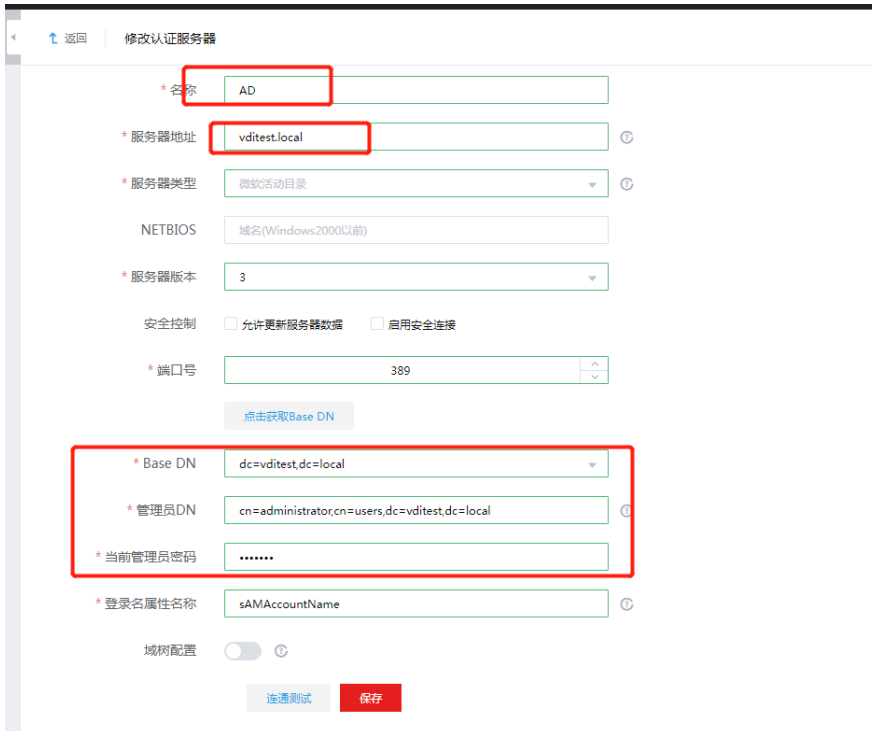 返回 修改认证服务器
* 名称 AD
* 服务器地址 vditest.local
* 服务器类型 微软活动目录
NETBIOS 域名(Windows2000以前)
* 服务器版本 3
安全控制 允许更新服务器数据 启用安全连接
* 端口号 389
点击获取Base DN
* Base DN dc=vditest,dc=local
* 管理员DN cn=administrator,cn=users,dc=vditest,dc=local
* 当前管理员密码 •••••••
* 登录名属性名称 sAMAccountName
域树配置
连通测试 保存